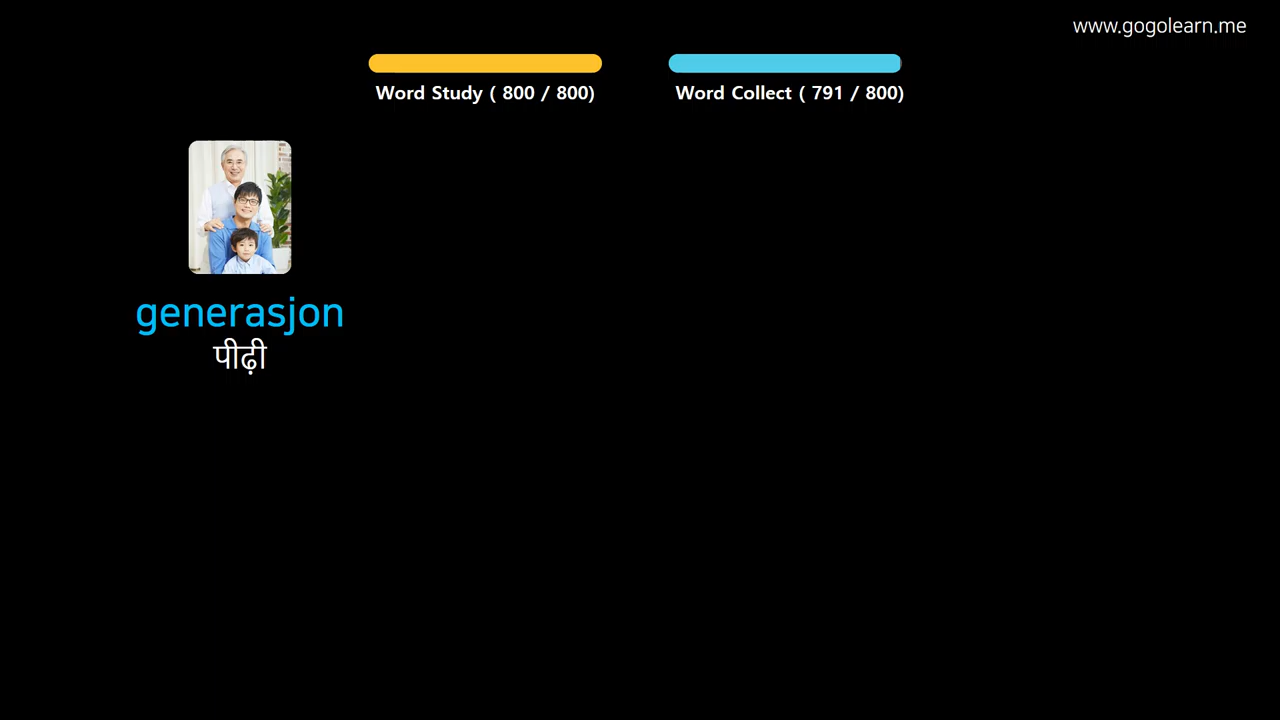 www.gogolearn.me
Word Study ( 800 / 800)
Word Collect ( 791 / 800)
generasjon
पीढ़ी